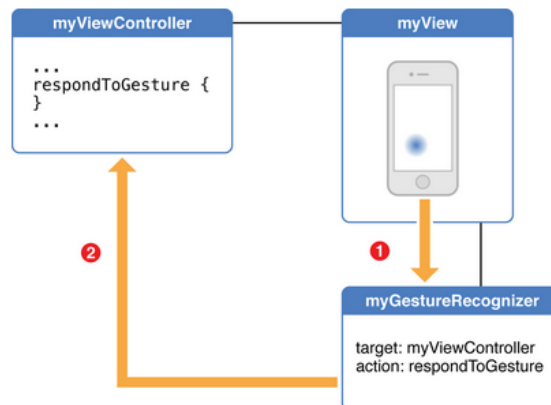 myViewController
...
respondToGesture {
}
...
myView
1
2
myGestureRecognizer
target: myViewController
action: respondToGesture